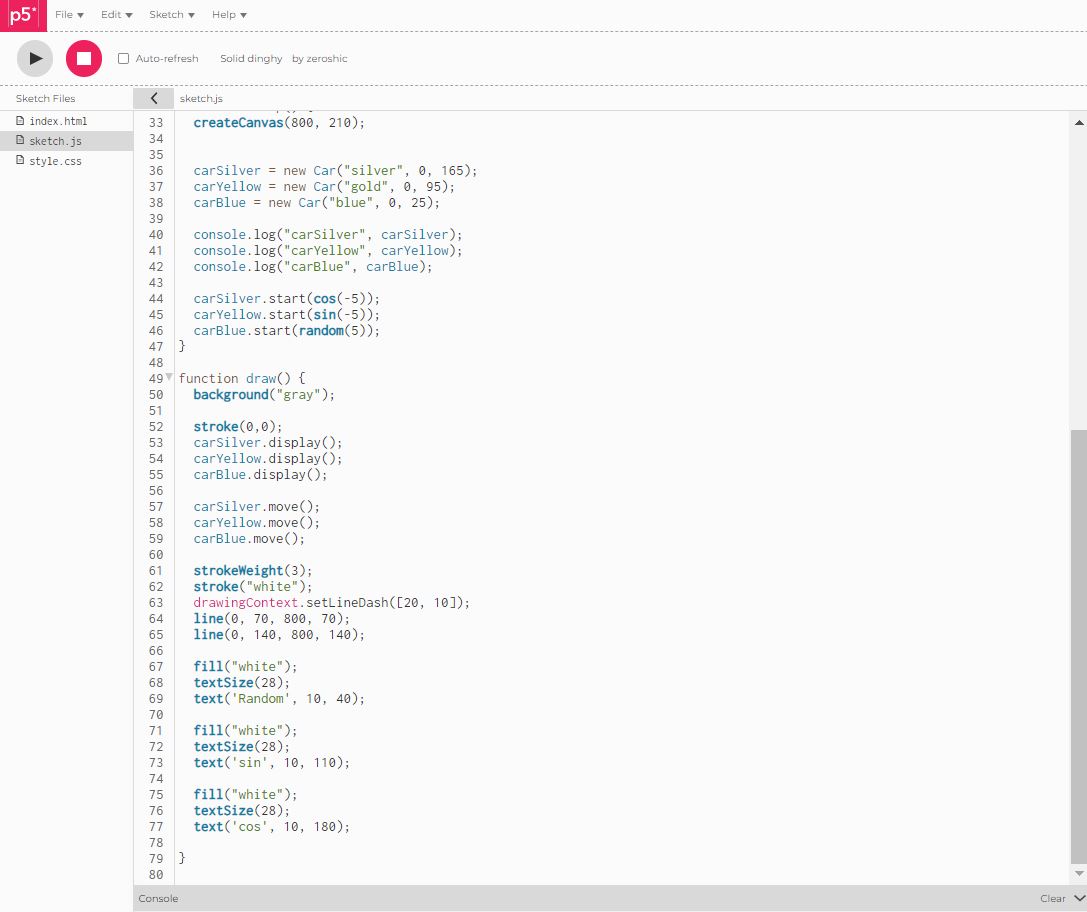 p5* File Edit Sketch Help
Auto-refresh Solid dinghy by zeroshic
Sketch Files
index.html
sketch.js
style.css
sketch.js
33 createCanvas(800, 210);
34
35
36 carSilver = new Car("silver", 0, 165);
37 carYellow = new Car("gold", 0, 95);
38 carBlue = new Car("blue", 0, 25);
39
40 console.log("carSilver", carSilver);
41 console.log("carYellow", carYellow);
42 console.log("carBlue", carBlue);
43
44 carSilver.start(cos(-5));
45 carYellow.start(sin(-5));
46 carBlue.start(random(5));
47 }
48
49 function draw() {
50 background("gray");
51
52 stroke(0,0);
53 carSilver.display();
54 carYellow.display();
55 carBlue.display();
56
57 carSilver.move();
58 carYellow.move();
59 carBlue.move();
60
61 strokeWeight(3);
62 stroke("white");
63 drawingContext.setLineDash([20, 10]);
64 line(0, 70, 800, 70);
65 line(0, 140, 800, 140);
66
67 fill("white");
68 textSize(28);
69 text('Random', 10, 40);
70
71 fill("white");
72 textSize(28);
73 text('sin', 10, 110);
74
75 fill("white");
76 textSize(28);
77 text('cos', 10, 180);
78
79 }
80
Console Clear